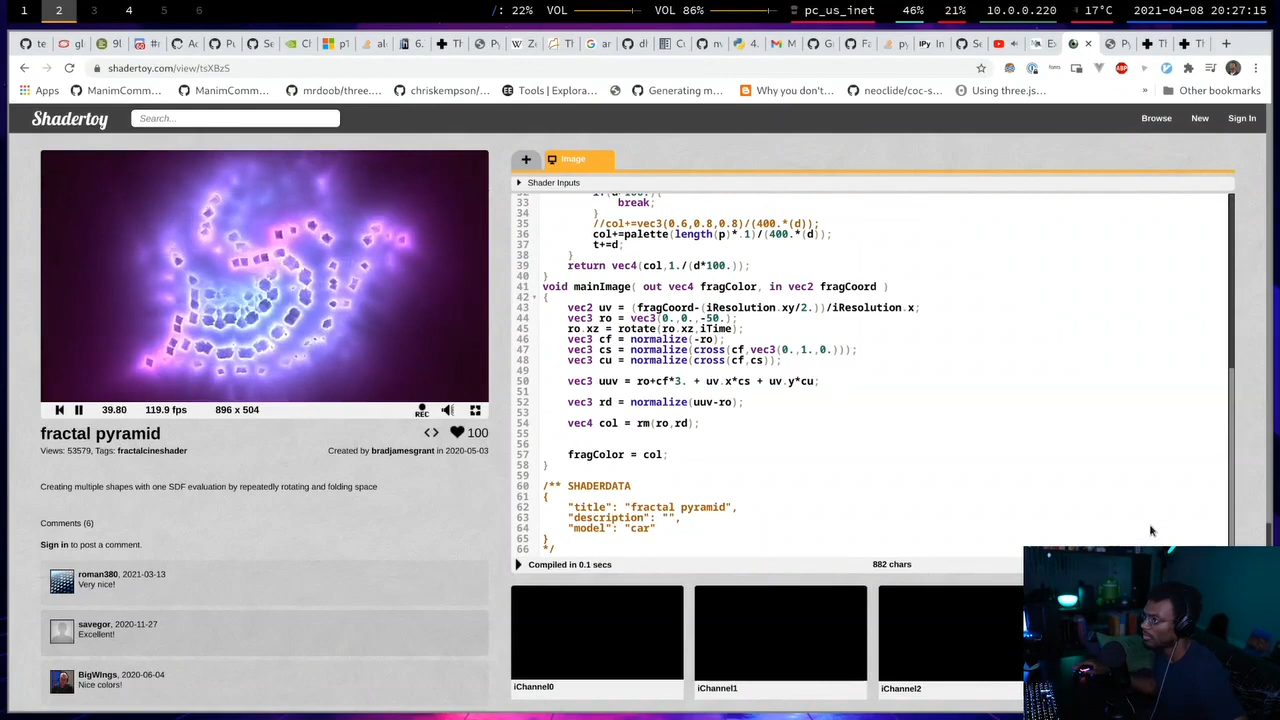 1 2 3 4 5 6 /: 22% VOL VOL 86% pc_us_inet 46% 21% 10.0.0.220 17°C 2021-04-08 20:27:15
shadertoy.com/view/tsXBzS
Apps ManimComm... ManimComm... mrdoob/three.... chriskempson/... Tools | Explora... Generating m... Why you don't... neoclide/coc-s... Using three.js... » Other bookmarks
Shadertoy Search... Browse New Sign In
+ Image
Shader Inputs
33 break;
34 }
35 //col+=vec3(0.6,0.8,0.8)/(400.*(d));
36 col+=palette(length(p)*.1)/(400.*(d));
37 t+=d;
38 }
39 return vec4(col,1./(d*100.));
40 }
41 void mainImage( out vec4 fragColor, in vec2 fragCoord )
42 {
43 vec2 uv = (fragCoord-(iResolution.xy/2.))/iResolution.x;
44 vec3 ro = vec3(0.,0.,-50.);
45 ro.xz = rotate(ro.xz,iTime);
46 vec3 cf = normalize(-ro);
47 vec3 cs = normalize(cross(cf,vec3(0.,1.,0.)));
48 vec3 cu = normalize(cross(cf,cs));
49
50 vec3 uuv = ro+cf*3. + uv.x*cs + uv.y*cu;
51
52 vec3 rd = normalize(uuv-ro);
53
54 vec4 col = rm(ro,rd);
55
56
57 fragColor = col;
58 }
59
60 /** SHADERDATA
61 {
62 "title": "fractal pyramid",
63 "description": "",
64 "model": "car"
65 }
66 */
Compiled in 0.1 secs 882 chars
iChannel0 iChannel1 iChannel2
39.80 119.9 fps 896 x 504 REC
fractal pyramid 100
Views: 53579, Tags: fractalcineshader Created by bradjamesgrant in 2020-05-03
Creating multiple shapes with one SDF evaluation by repeatedly rotating and folding space
Comments (6)
Sign in to post a comment.
roman380, 2021-03-13
Very nice!
savegor, 2020-11-27
Excellent!
BigWIngs, 2020-06-04
Nice colors!